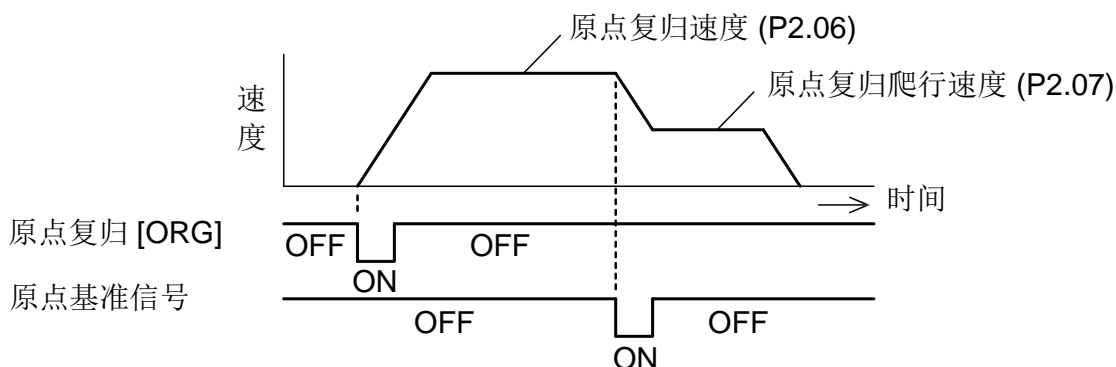 原点复归速度 (P2.06)
原点复归爬行速度 (P2.07)
速
度
时间
原点复归 [ORG]
OFF
OFF
ON
原点基准信号
OFF
OFF
ON